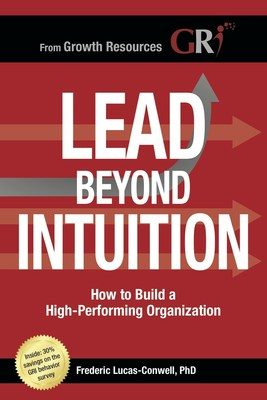 From Growth Resources GRi
LEAD
BEYOND
INTUITION
How to Build a
High-Performing Organization
Inside: 30%
savings on the
GRI behavior
survey
Frederic Lucas-Conwell, PhD